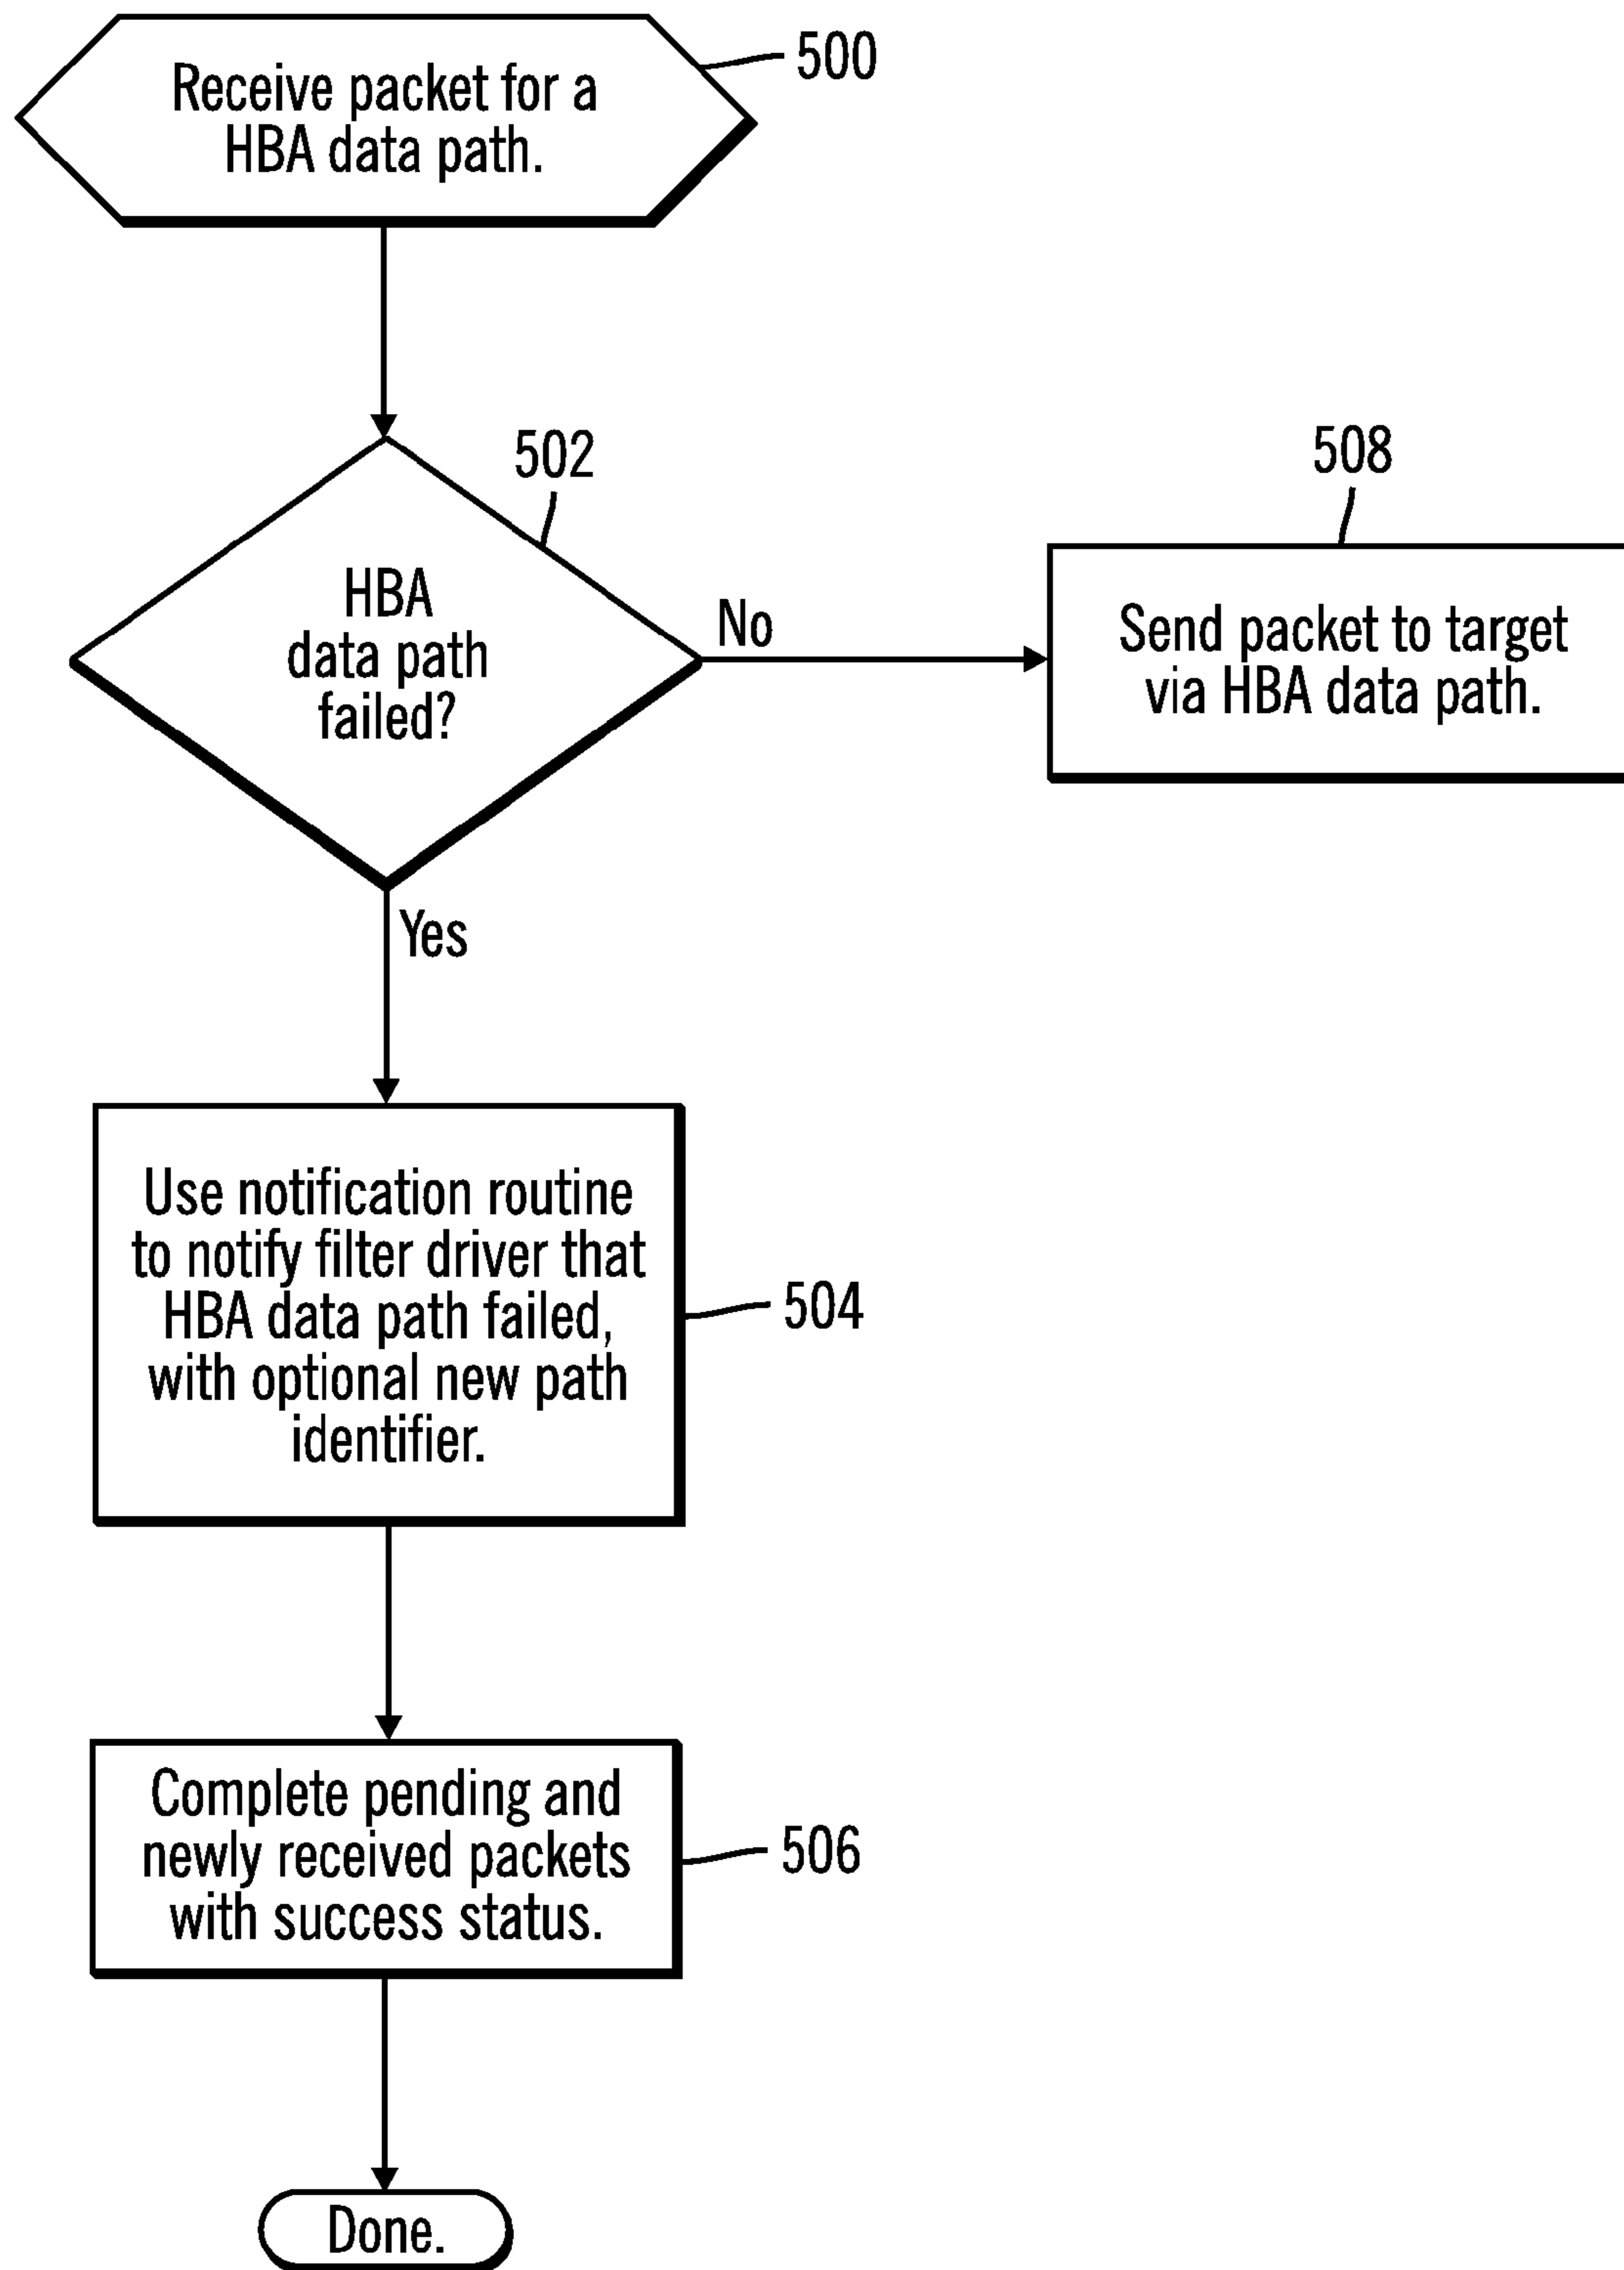 Receive packet for a
HBA data path.
500
502
HBA
data path
failed?
No
508
Send packet to target
via HBA data path.
Yes
Use notification routine
to notify filter driver that
HBA data path failed,
with optional new path
identifier.
504
Complete pending and
newly received packets
with success status.
506
Done.